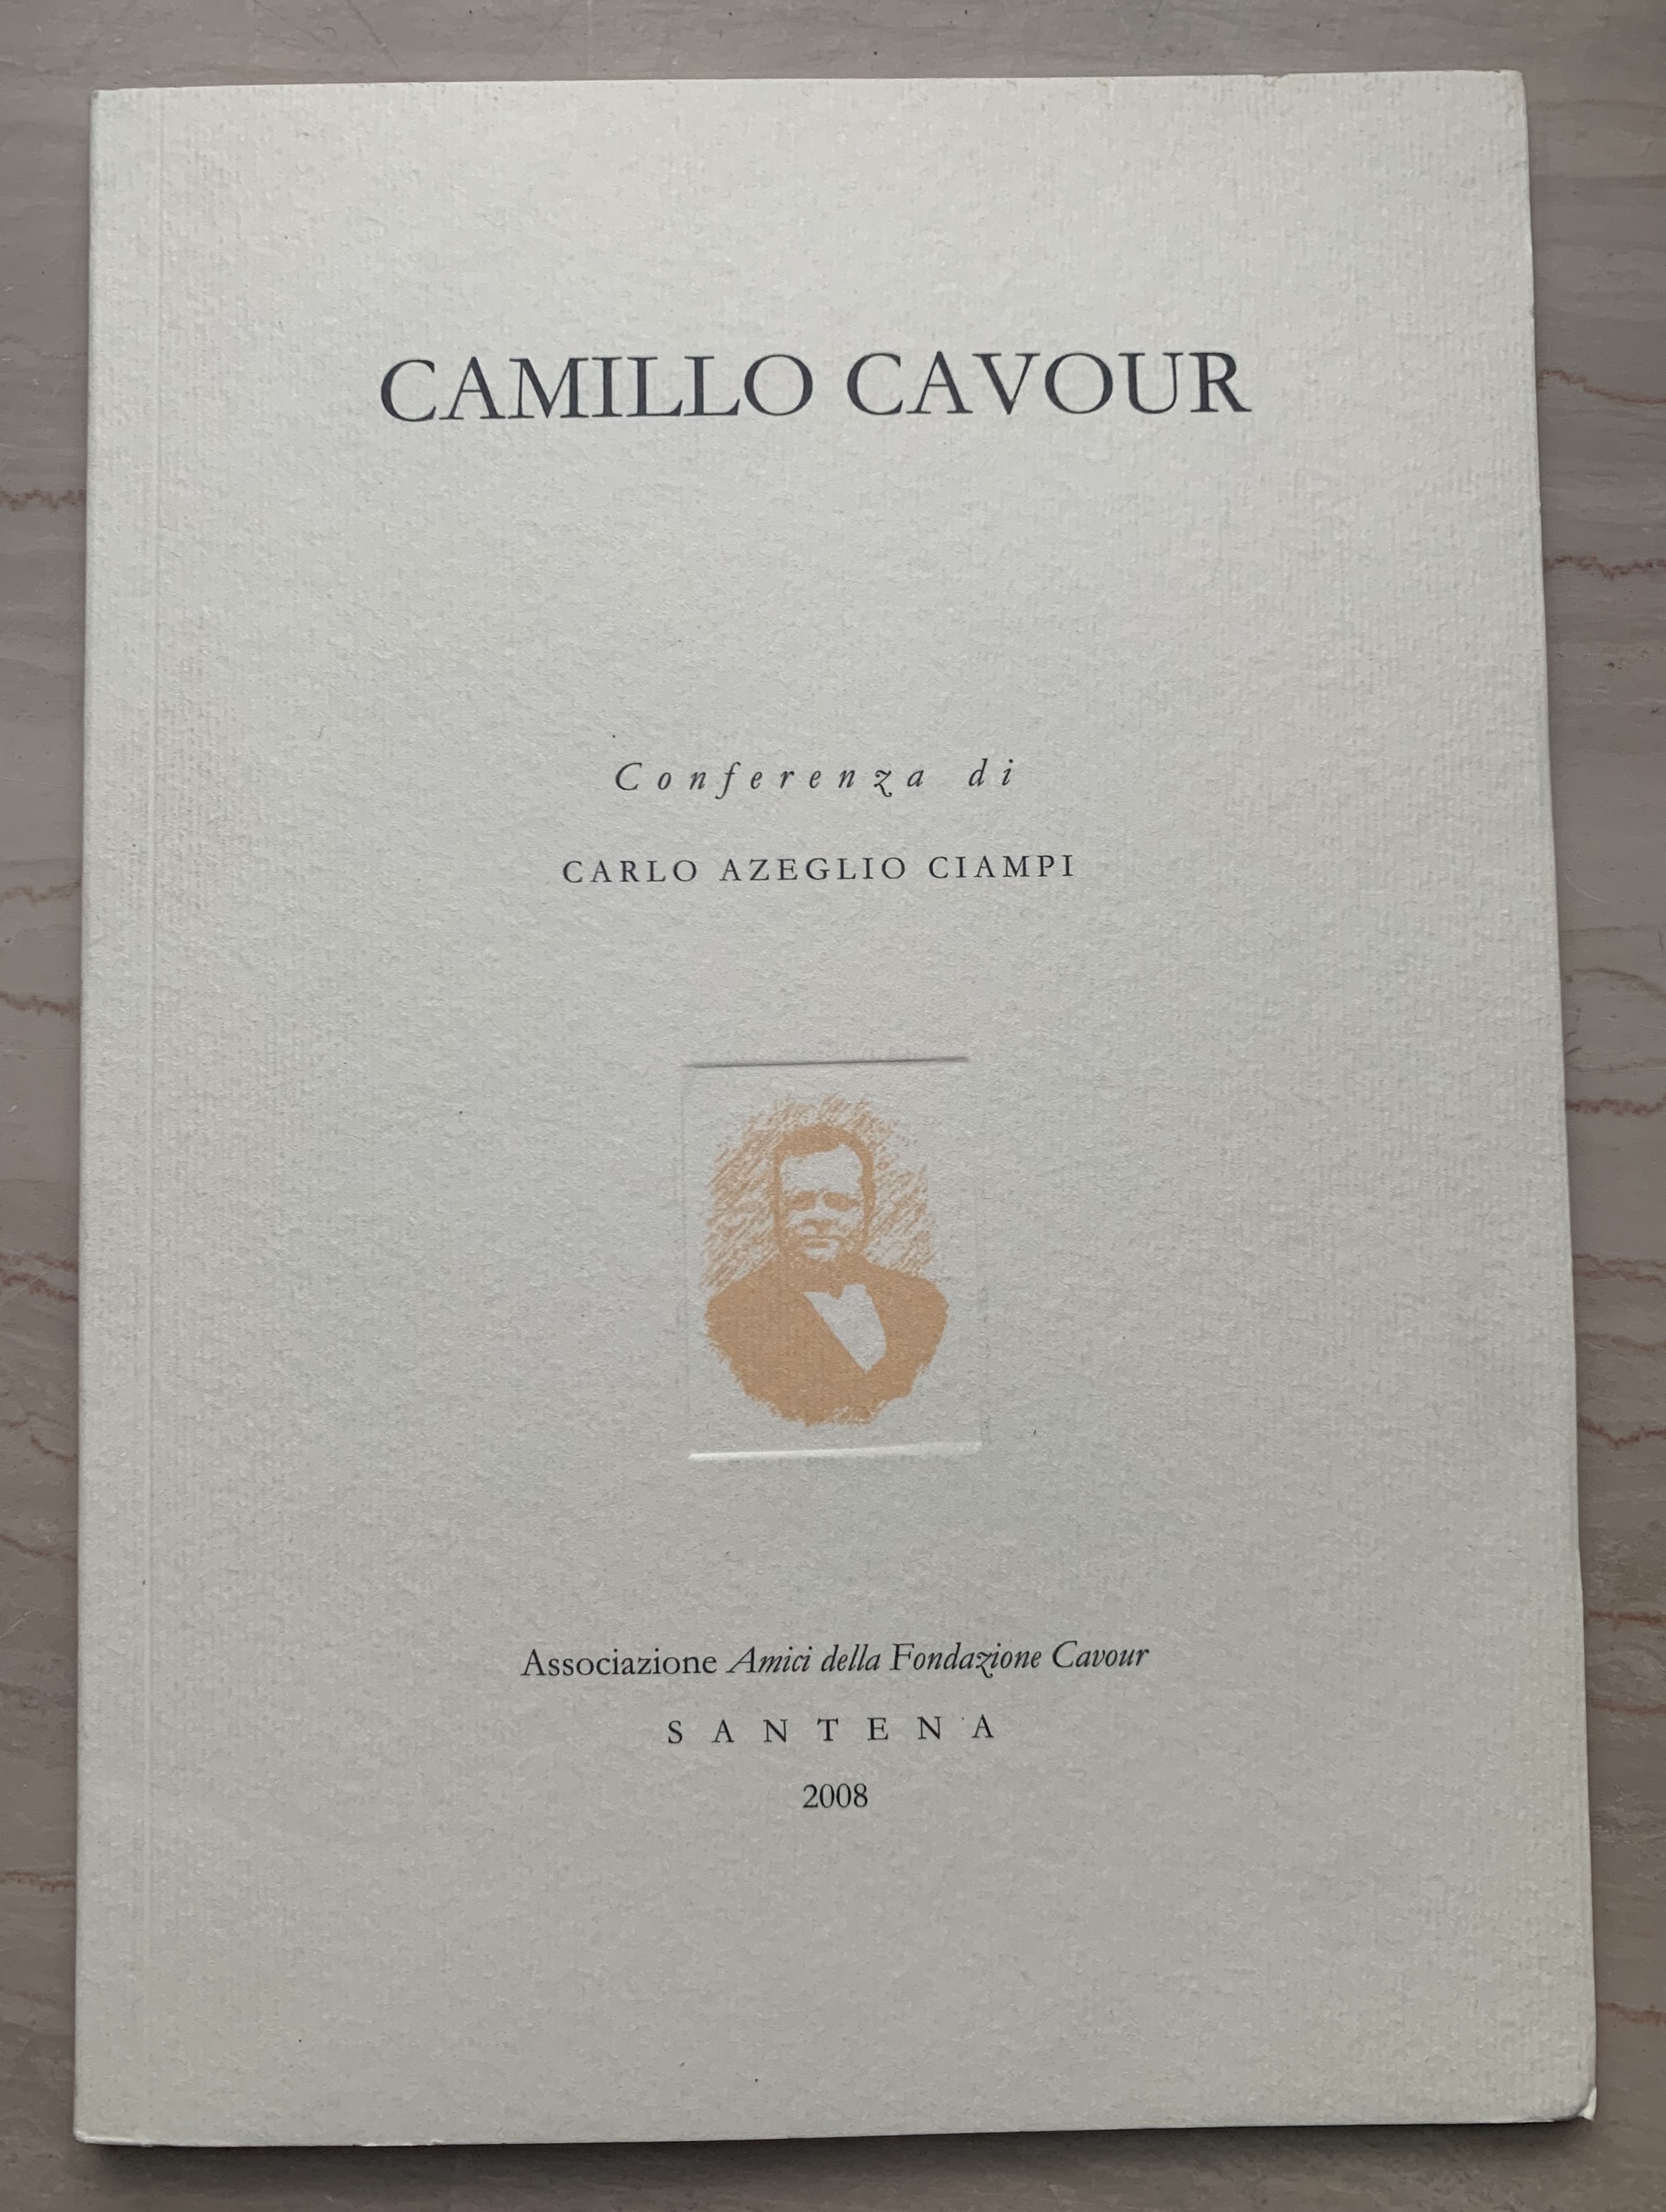 CAMILLO CAVOUR
Conferenza di
CARLO AZEGLIO CIAMPI
Associazione Amici della Fondazione Cavour
SANTENA
2008